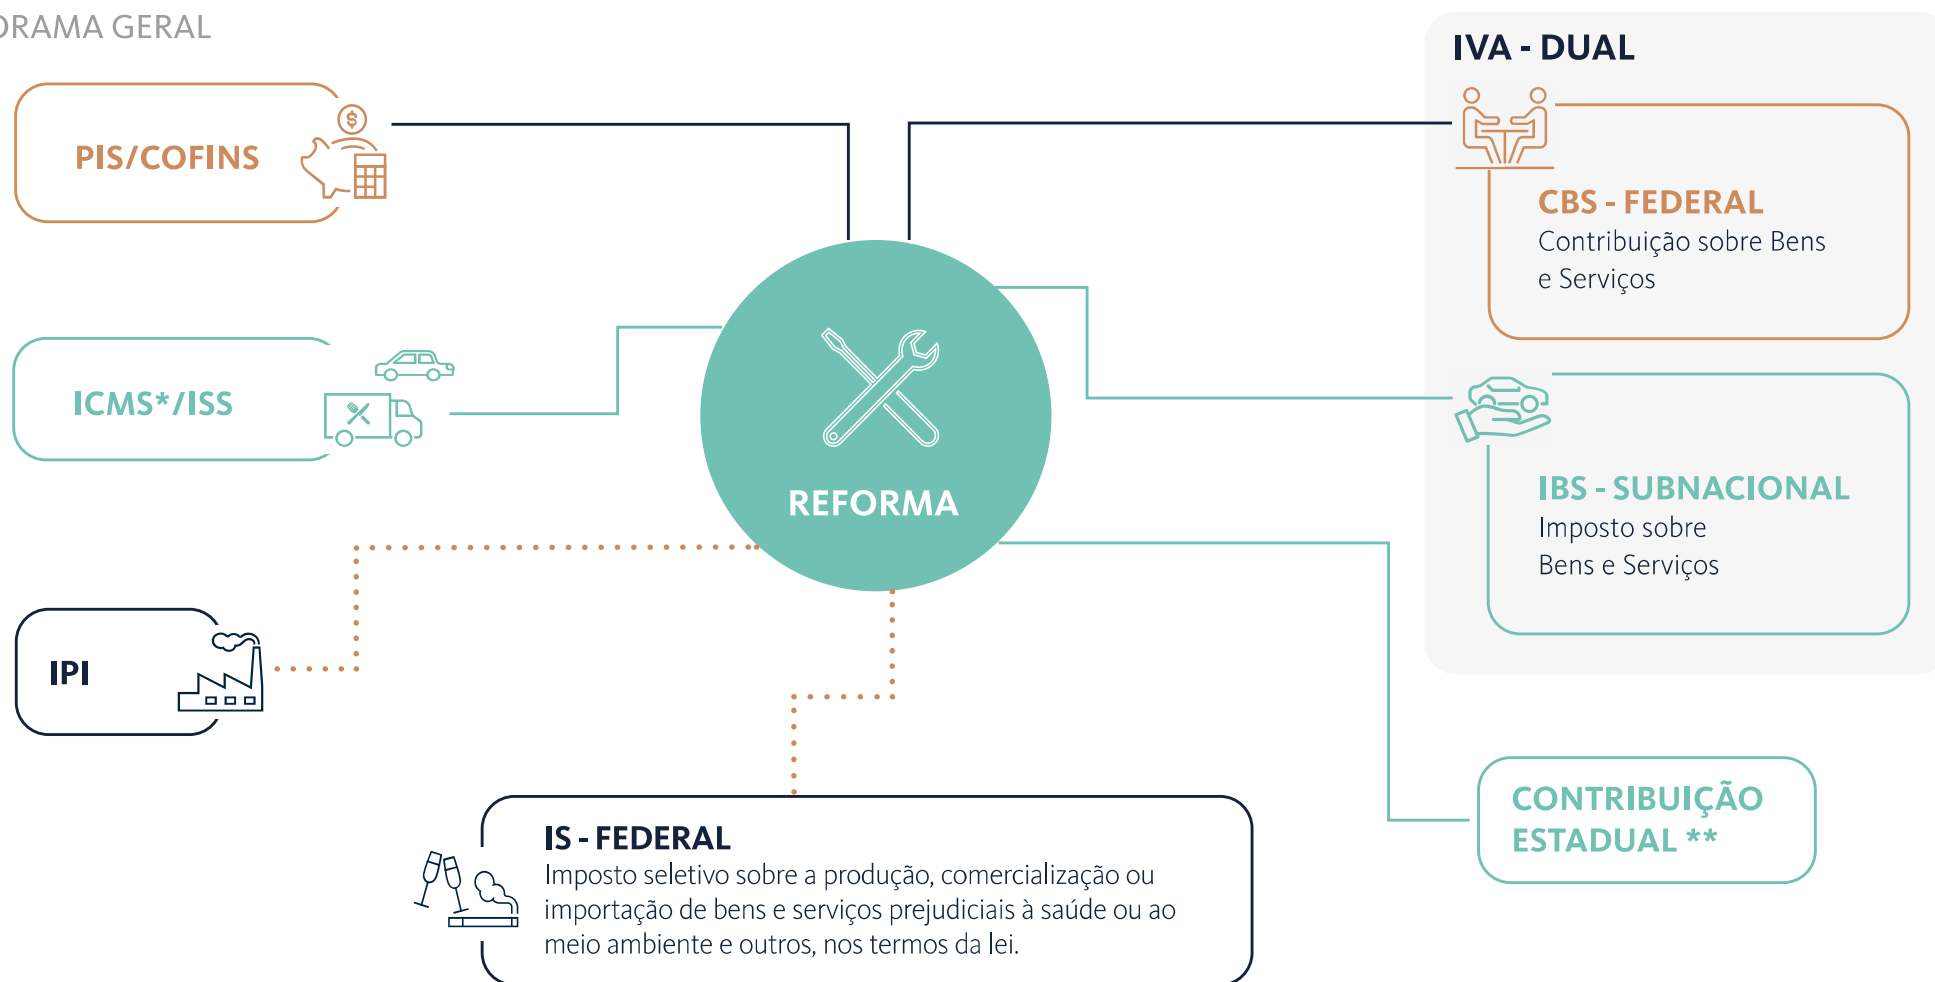 ORAMA GERAL
IVA - DUAL
PIS/COFINS
$
CBS - FEDERAL
Contribuição sobre Bens
e Serviços
ICMS*/ISS
REFORMA
IBS - SUBNACIONAL
Imposto sobre
Bens e Serviços
IPI
CONTRIBUIÇÃO
ESTADUAL **
IS - FEDERAL
Imposto seletivo sobre a produção, comercialização ou
importação de bens e serviços prejudiciais à saúde ou ao
meio ambiente e outros, nos termos da lei.